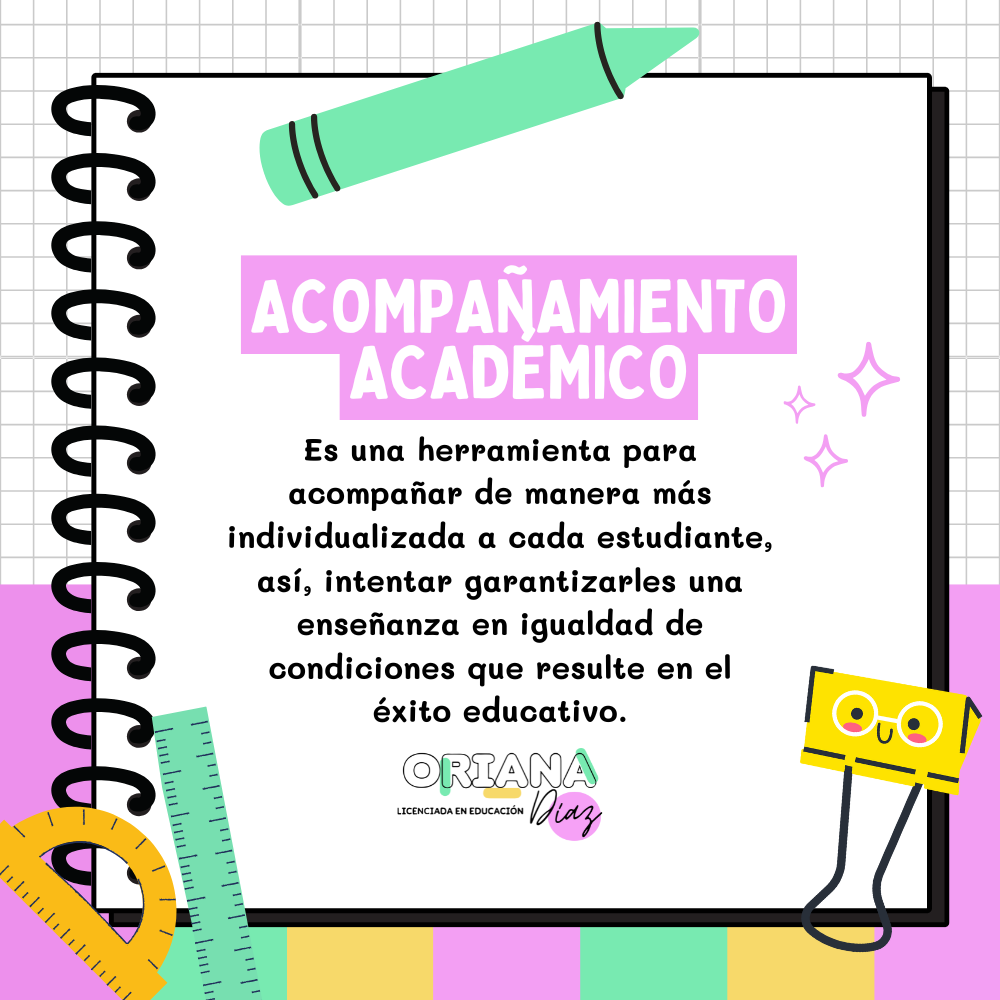 ACOMPAÑAMIENTO
ACADÉMICO
Es una herramienta para
acompañar de manera más
individualizada a cada estudiante,
así, intentar garantizarles una
enseñanza en igualdad de
condiciones que resulte en el
éxito educativo.
ORIANA
LICENCIADA EN EDUCACIÓN Díaz